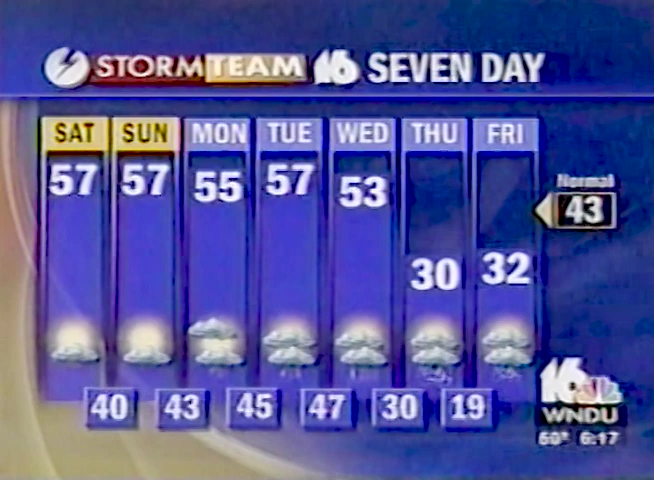 STORMTEAM 16 SEVEN DAY
SAT SUN MON TUE WED THU FRI
57 57 55 57 53 30 32
Normal
43
40 43 45 47 30 19
16
WNDU
60° 6:17